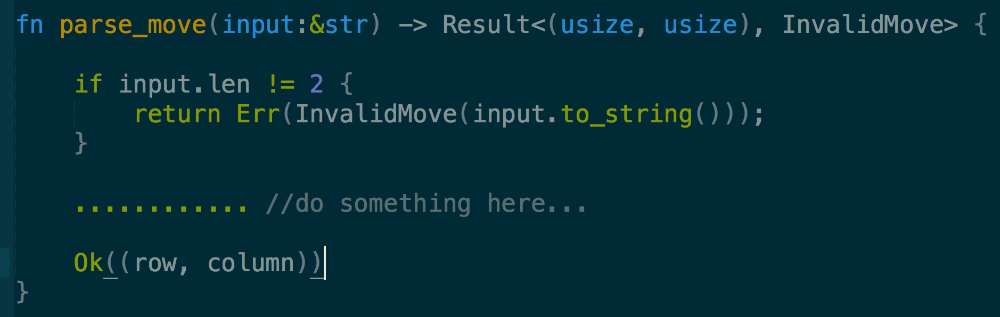 fn parse_move(input:&str) -> Result<(usize, usize), InvalidMove> {
if input.len != 2 {
return Err(InvalidMove(input.to_string()));
}
............ //do something here...
Ok((row, column))
}